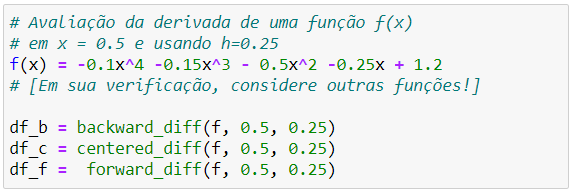 # Avaliação da derivada de uma função f(x)
# em x = 0.5 e usando h=0.25
f(x) = -0.1x^4 -0.15x^3 - 0.5x^2 -0.25x + 1.2
# [Em sua verificação, considere outras funções!]
df_b = backward_diff(f, 0.5, 0.25)
df_c = centered_diff(f, 0.5, 0.25)
df_f =  forward_diff(f, 0.5, 0.25)